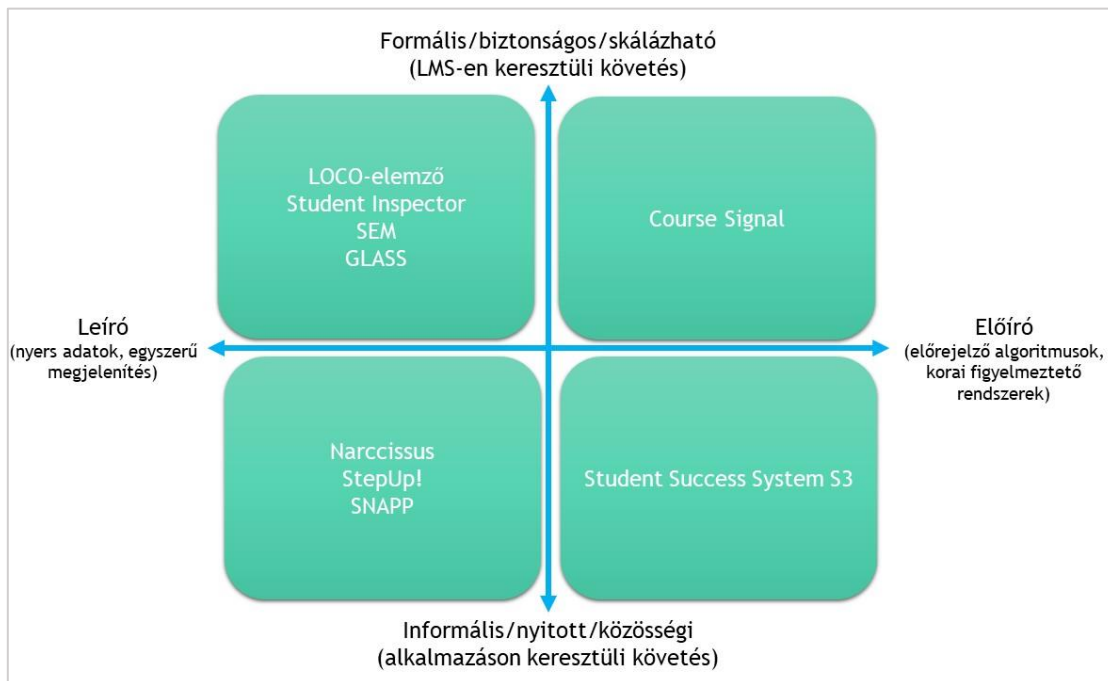 Formális/biztonságos/skálázható
(LMS-en keresztüli követés)
LOCO-elemző
Student Inspector
SEM
GLASS
Course Signal
Leíró
(nyers adatok, egyszerű
megjelenítés)
Előíró
(előrejelző algoritmusok,
korai figyelmeztető
rendszerek)
Narccissus
StepUp!
SNAPP
Student Success System S3
Informális/nyitott/közösségi
(alkalmazáson keresztüli követés)